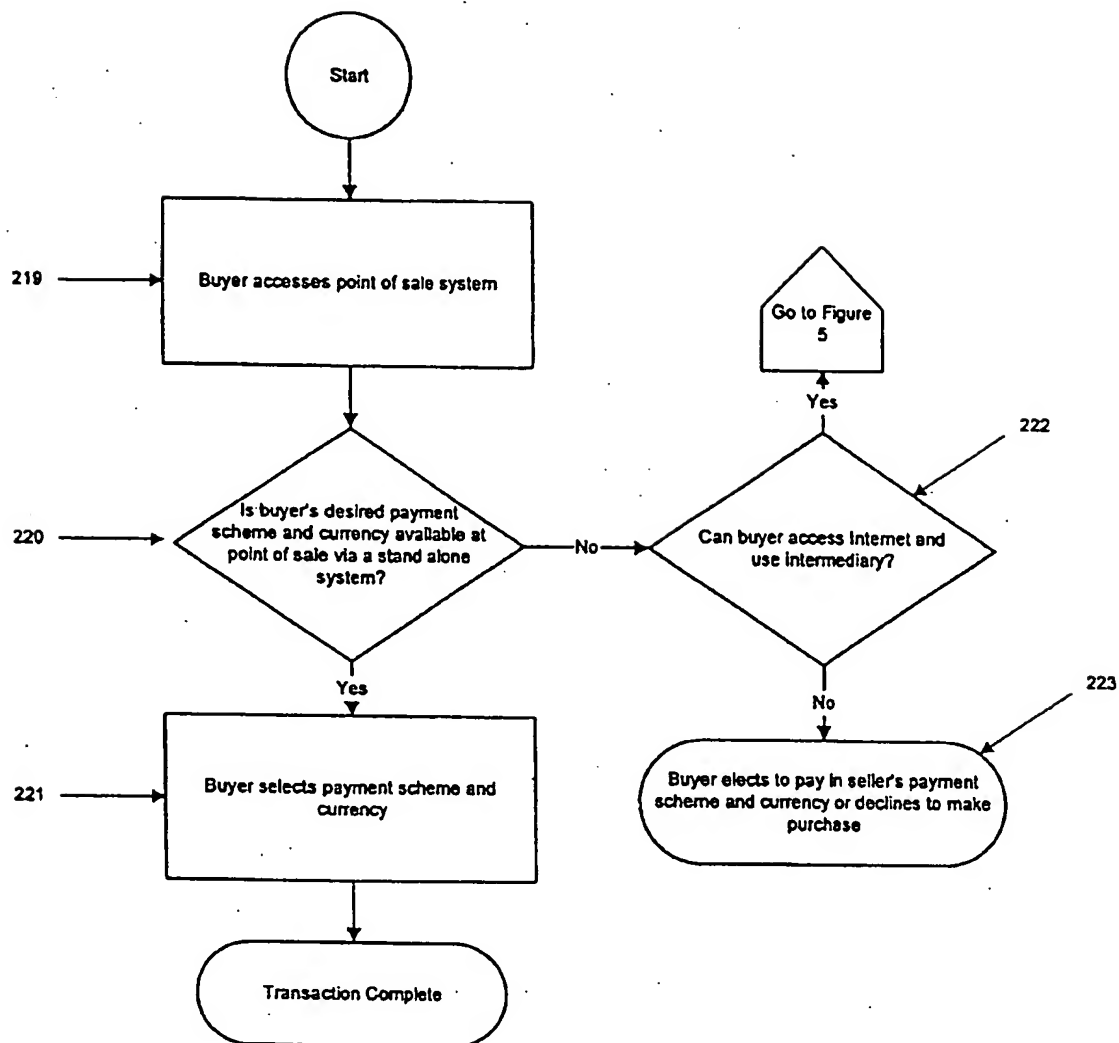 Start
219
Buyer accesses point of sale system
Go to Figure
5
Yes
222
220
Is buyer's desired payment
scheme and currency available at
point of sale via a stand alone
system?
No
Can buyer access Internet and
use intermediary?
Yes
No
223
221
Buyer selects payment scheme and
currency
Buyer elects to pay in seller's payment
scheme and currency or declines to make
purchase
Transaction Complete